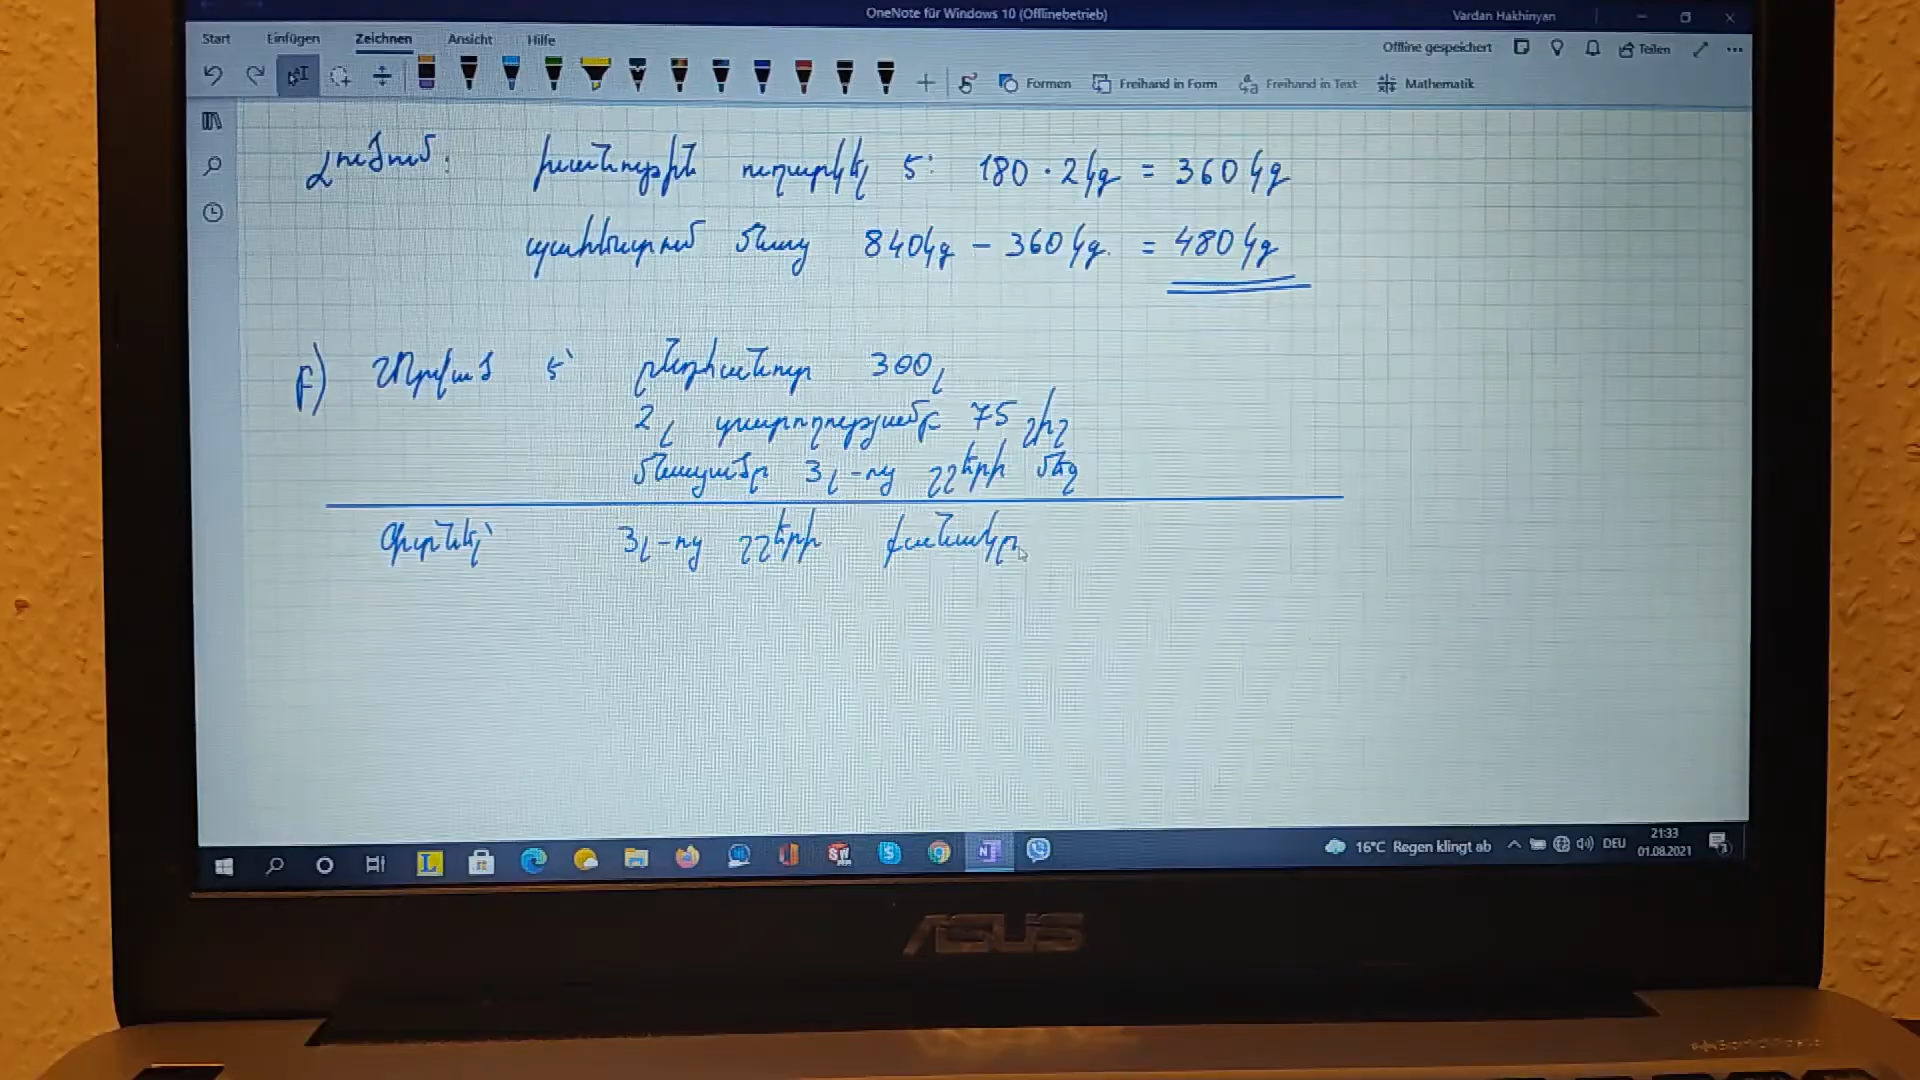 OneNote für Windows 10 (Offlinebetrieb)
Vardan Hakhinyan
Start Einfügen Zeichnen Ansicht Hilfe
Offline gespeichert Teilen
Formen Freihand in Form Freihand in Text Mathematik
Լուծում: խանութին ուղարկել է: 180 · 2կգ = 360կգ
պահեստում մնաց 840կգ - 360կգ. = 480կգ
բ) Տրված է՝ ընդհանուր 300լ
2լ տարողությամբ 75 շիշ
մնացածը 3լ-ոց շշերի մեջ
Գտնել՝ 3լ-ոց շշերի քանակը
16°C Regen klingt ab
DEU
21:33
01.08.2021
ASUS